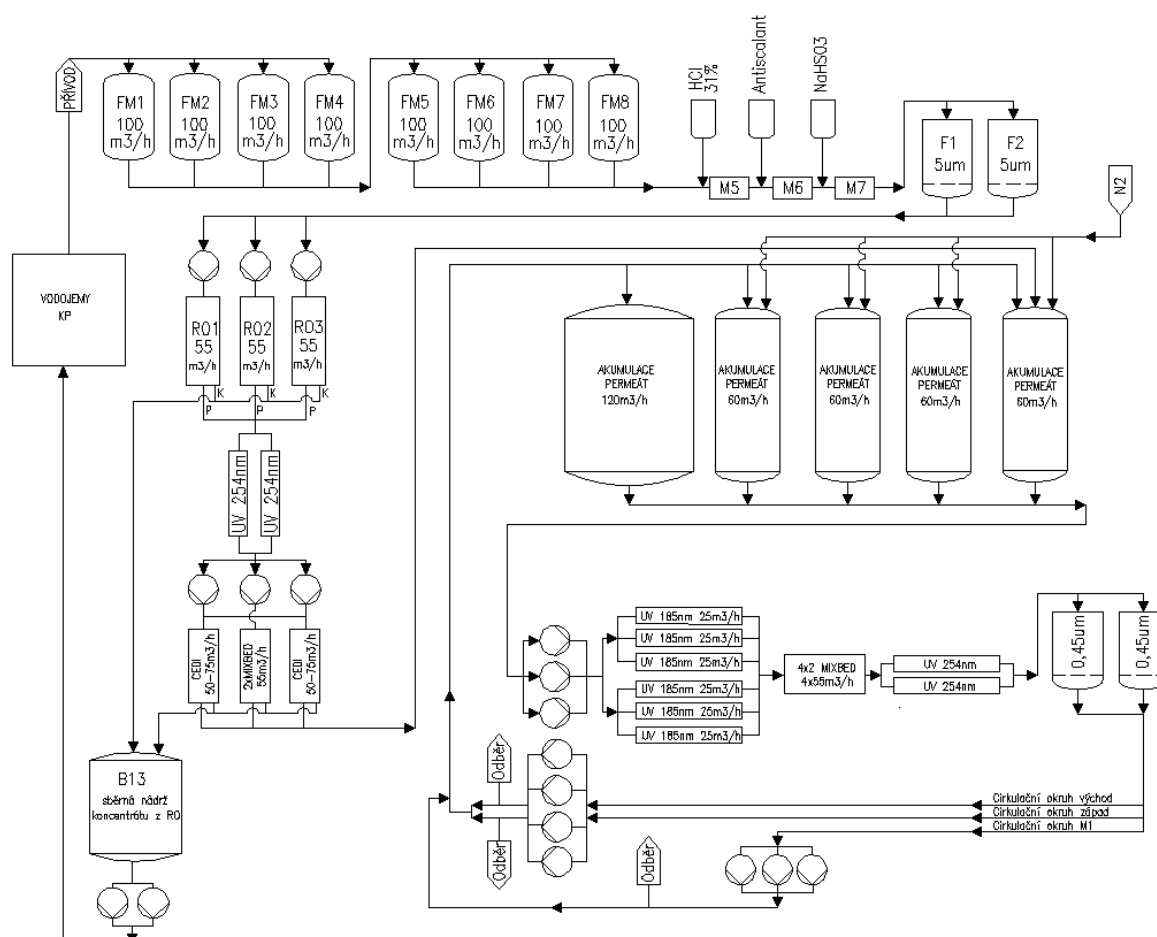 PŘÍVOD
FM1
100
m3/h
FM2
100
m3/h
FM3
100
m3/h
FM4
100
m3/h
FM5
100
m3/h
FM6
100
m3/h
FM7
100
m3/h
FM8
100
m3/h
HCl
31%
Antiscalant
NaHSO3
M5
M6
M7
F1
5um
F2
5um
N2
VODOJEMY
KP
RO1
55
m3/h
RO2
55
m3/h
RO3
55
m3/h
K
K
K
P
P
P
AKUMULACE
PERMEÁT
120m3/h
AKUMULACE
PERMEÁT
60m3/h
AKUMULACE
PERMEÁT
60m3/h
AKUMULACE
PERMEÁT
60m3/h
AKUMULACE
PERMEÁT
60m3/h
UV 254nm
UV 254nm
CEDI
50-75m3/h
2xMIXBED
55m3/h
CEDI
50-75m3/h
UV 185nm 25m3/h
UV 185nm 25m3/h
UV 185nm 25m3/h
UV 185nm 25m3/h
UV 185nm 25m3/h
UV 185nm 25m3/h
4x2 MIXBED
4x55m3/h
UV 254nm
UV 254nm
0,45um
0,45um
B13
sběrná nádrž
koncentrátu z RO
Odběr
Odběr
Odběr
Cirkulační okruh východ
Cirkulační okruh západ
Cirkulační okruh M1